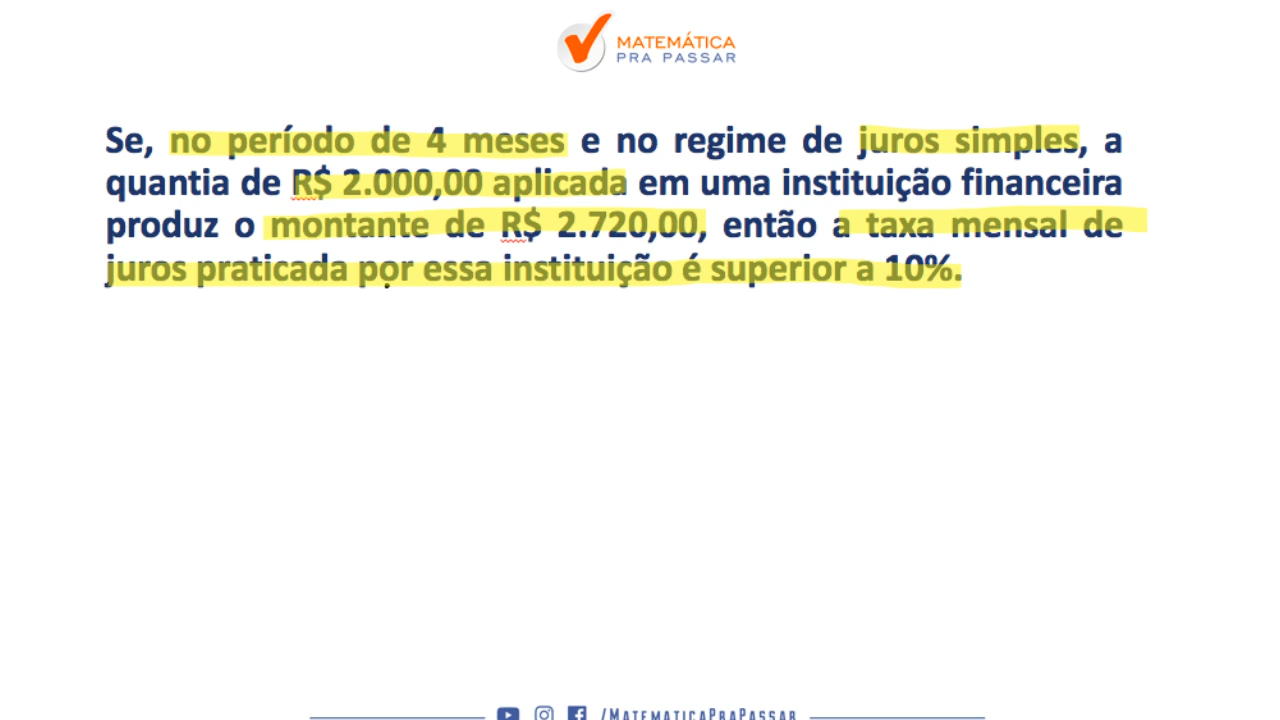 MATEMÁTICA
PRA PASSAR
Se, no período de 4 meses e no regime de juros simples, a
quantia de R$ 2.000,00 aplicada em uma instituição financeira
produz o montante de R$ 2.720,00, então a taxa mensal de
juros praticada por essa instituição é superior a 10%.
/MATEMATICAPRAPASSAR